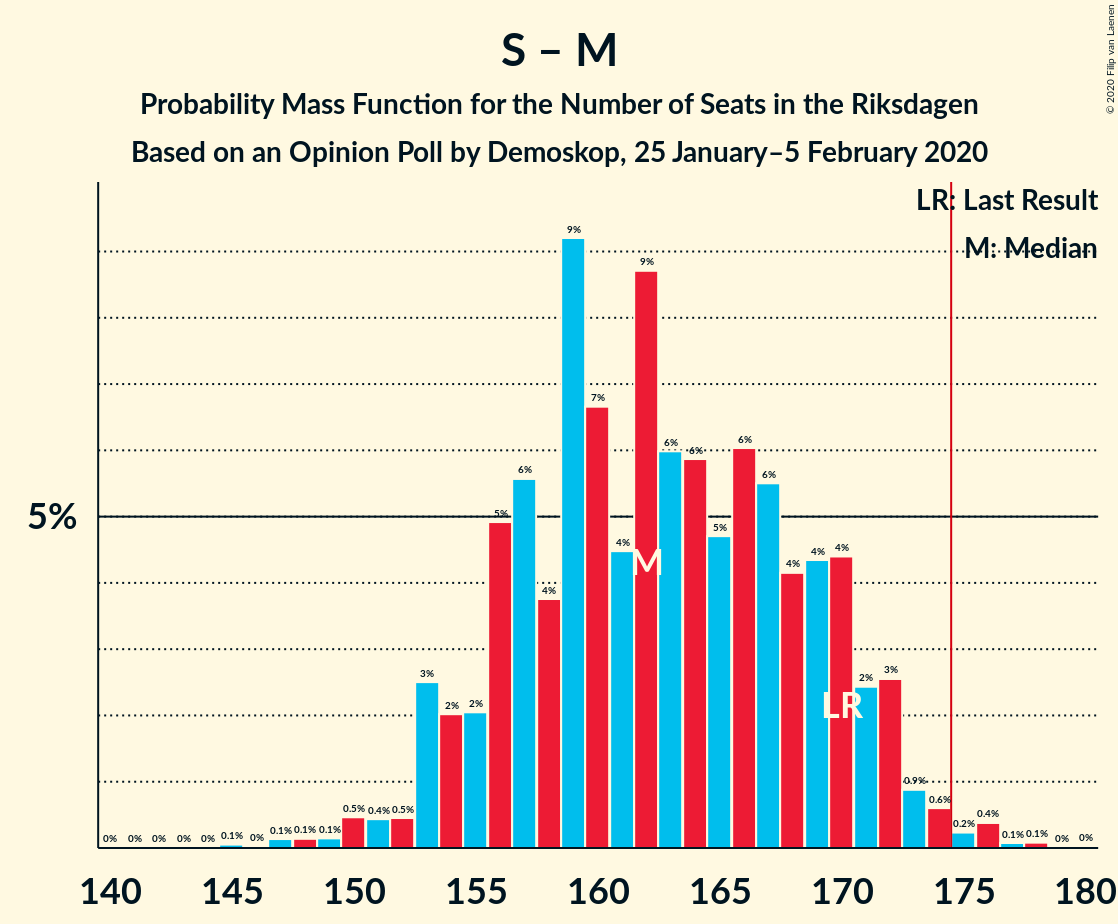 © 2020 Filip van Laenen
S – M
Probability Mass Function for the Number of Seats in the Riksdagen
Based on an Opinion Poll by Demoskop, 25 January–5 February 2020
LR: Last Result
M: Median
5%
0% 0% 0% 0% 0% 0.1% 0% 0.1% 0.1% 0.1% 0.5% 0.4% 0.5% 3% 2% 2% 5% 6% 4% 9% 7% 4% 9% 6% 6% 5% 6% 6% 4% 4% 4% 2% 3% 0.9% 0.6% 0.2% 0.4% 0.1% 0.1% 0% 0%
M
LR
140 145 150 155 160 165 170 175 180